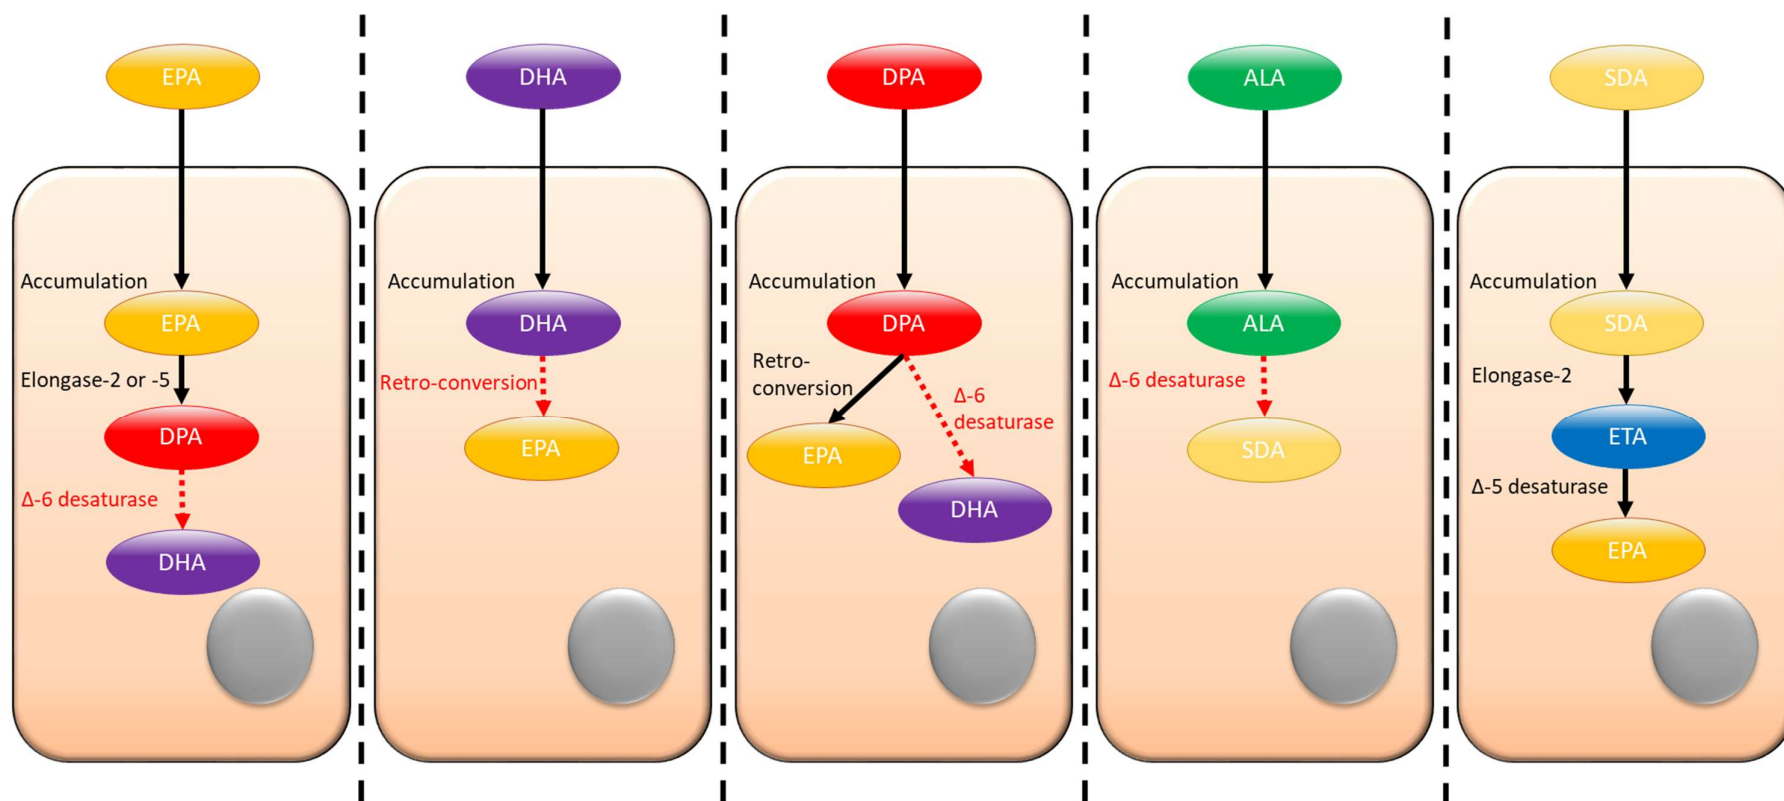 EPA
Accumulation
EPA
Elongase-2 or -5
DPA
Δ-6 desaturase
DHA
DHA
Accumulation
DHA
Retro-conversion
EPA
DPA
Accumulation
DPA
Retro-
conversion
Δ-6
desaturase
EPA
DHA
ALA
Accumulation
ALA
Δ-6 desaturase
SDA
SDA
Accumulation
SDA
Elongase-2
ETA
Δ-5 desaturase
EPA